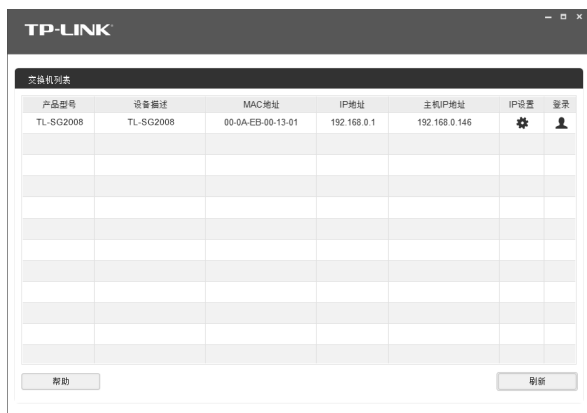 TP-LINK
交换机列表
产品型号 设备描述 MAC地址 IP地址 主机IP地址 IP设置 登录
TL-SG2008 TL-SG2008 00-0A-EB-00-13-01 192.168.0.1 192.168.0.146
帮助 刷新